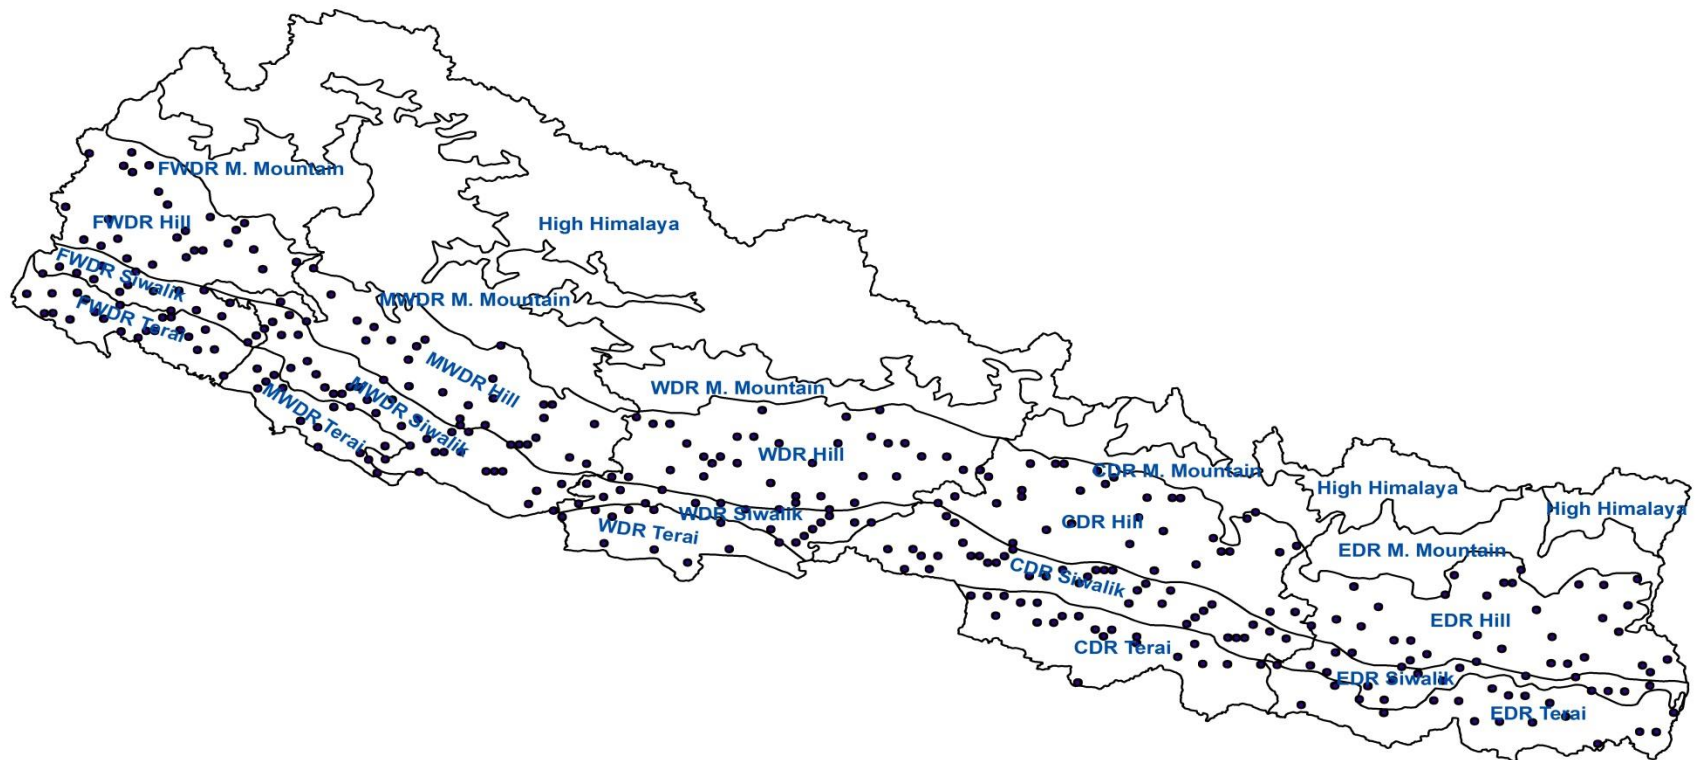 FWDR M. Mountain
FWDR Hill
High Himalaya
FWDR Siwalik
MWDR M. Mountain
FWDR Terai
MWDR Hill
WDR M. Mountain
MWDR Siwalik
MWDR Terai
WDR Hill
CDR M. Mountain
High Himalaya
High Himalaya
WDR Siwalik
CDR Hill
WDR Terai
EDR M. Mountain
CDR Siwalik
EDR Hill
CDR Terai
EDR Siwalik
EDR Terai